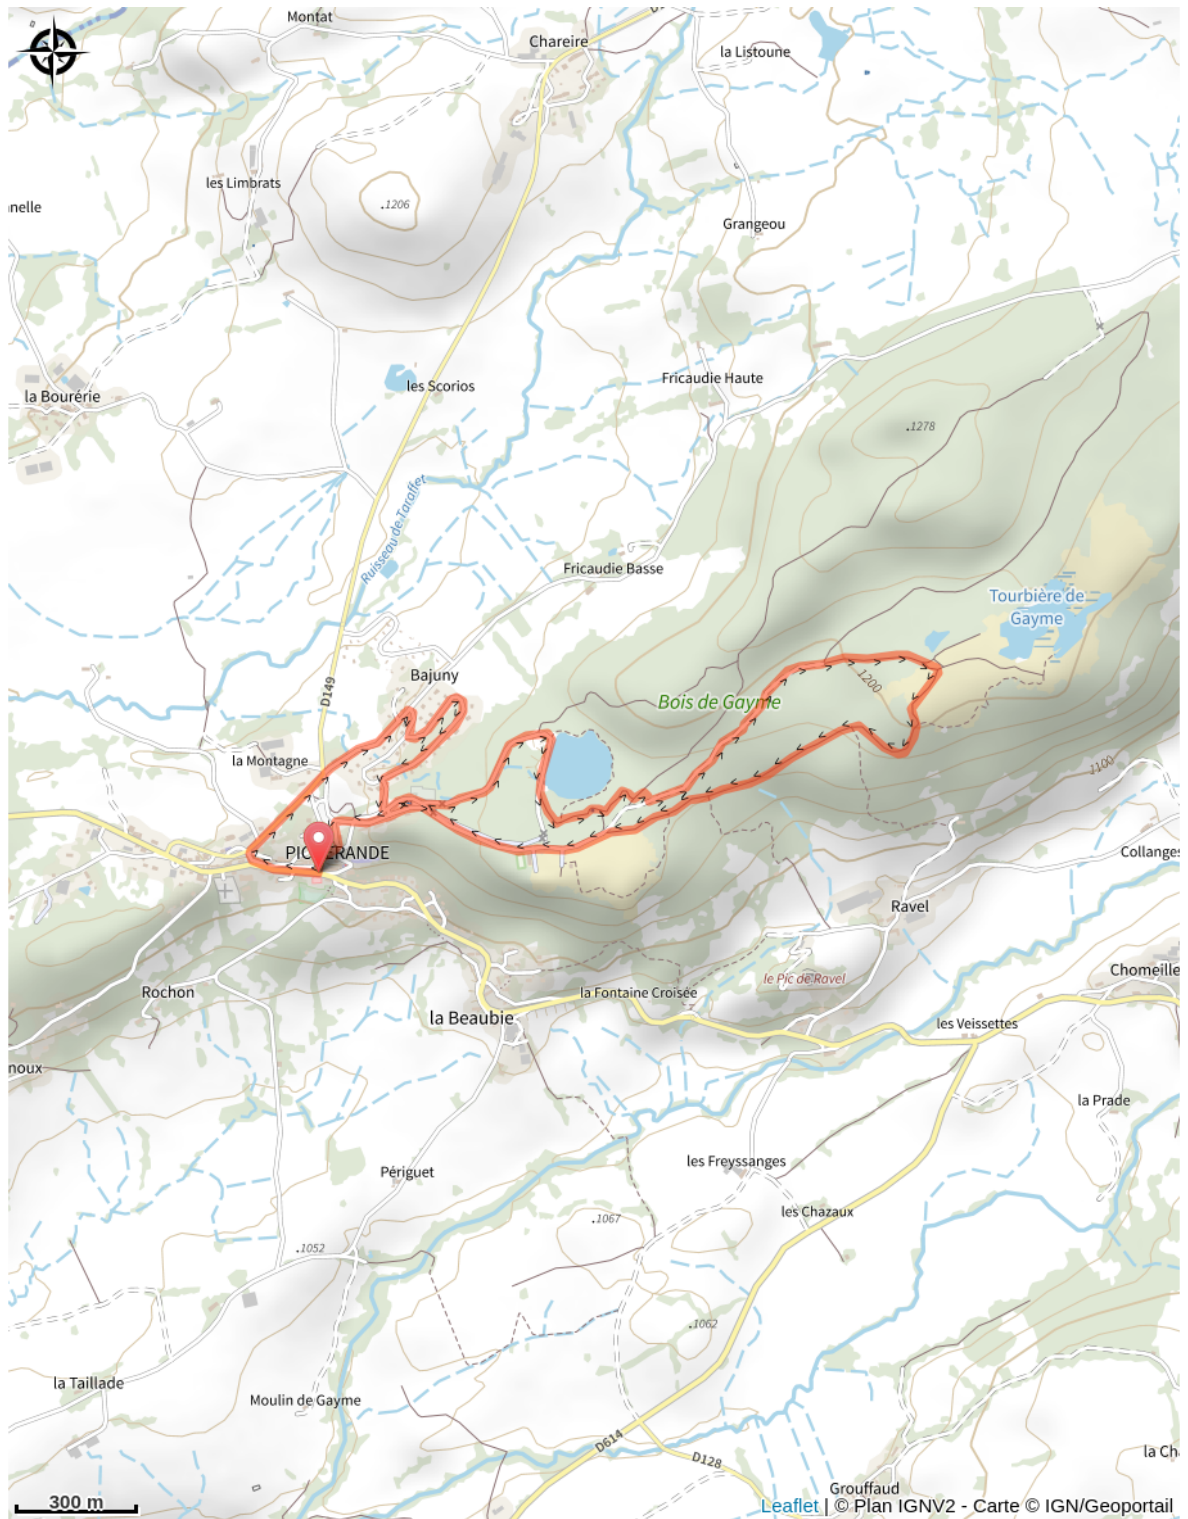 Montat
Chareire
la Listoune
les Limbrats
.1206
nelle
Grangeou
les Scorios
Fricaudie Haute
la Bourérie
.1278
Ruisseau de Taraffet
Fricaudie Basse
Tourbière de
Gayme
Bajuny
D149
1200
Bois de Gayme
la Montagne
1100
Collanges
Ravel
Chomeille
le Pic de Ravel
Rochon
la Fontaine Croisée
la Beaubie
les Veissettes
noux
la Prade
les Freyssanges
Périguet
les Chazaux
.1067
.1052
.1062
la Taillade
Moulin de Gayme
D614
D128
la Ch
Grouffaud
300 m
Leaflet | © Plan IGNV2 - Carte © IGN/Geoportail